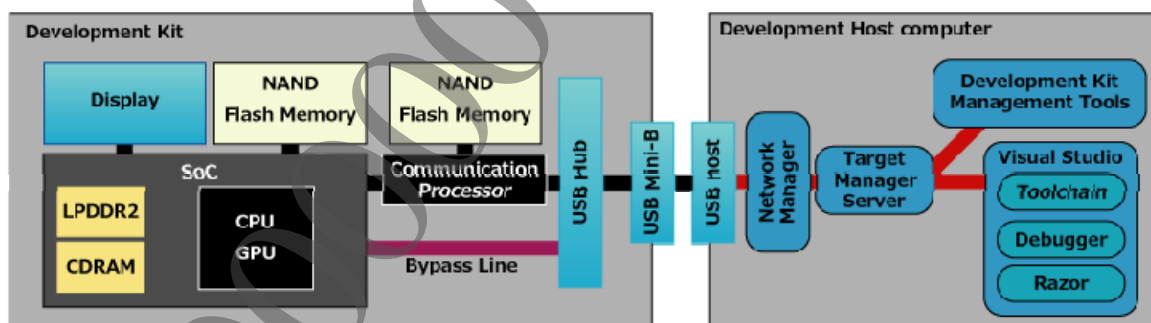 Development Kit
Display
NAND
Flash Memory
NAND
Flash Memory
SoC
LPDDR2
CDRAM
CPU
GPU
Communication
Processor
Bypass Line
USB Hub
USB Mini-B
Development Host computer
USB host
Network
Manager
Target
Manager
Server
Development Kit
Management Tools
Visual Studio
Toolchain
Debugger
Razor